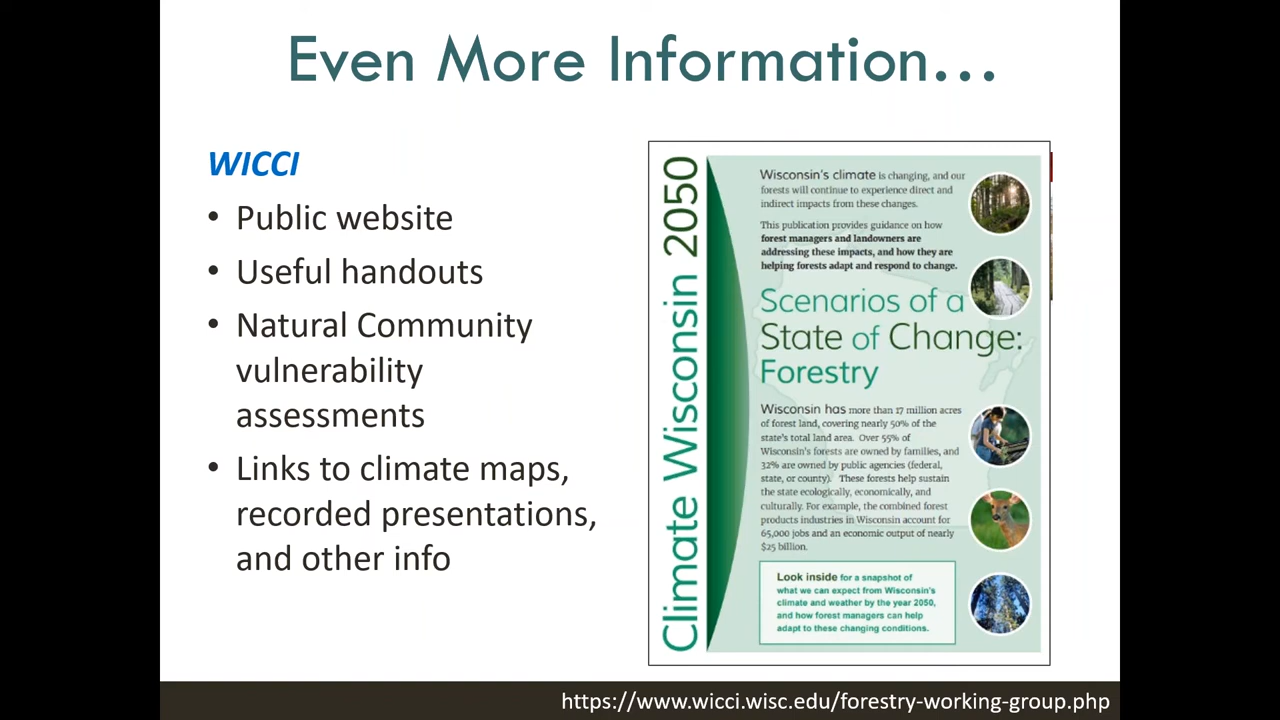 Even More Information...
WICCI
• Public website
• Useful handouts
• Natural Community
vulnerability
assessments
• Links to climate maps,
recorded presentations,
and other info
Climate Wisconsin 2050
Wisconsin's climate is changing, and our
forests will continue to experience direct and
indirect impacts from these changes.
This publication provides guidance on how
forest managers and landowners are
addressing these impacts, and how they are
helping forests adapt and respond to change.
Scenarios of a
State of Change:
Forestry
Wisconsin has more than 17 million acres
of forest land, covering nearly 50% of the
state's total land area. Over 55% of
Wisconsin's forests are owned by families, and
32% are owned by public agencies (federal,
state, or county). These forests help sustain
the state ecologically, economically, and
culturally. For example, the combined forest
products industries in Wisconsin account for
65,000 jobs and an economic output of nearly
$25 billion.
Look inside for a snapshot of
what we can expect from Wisconsin's
climate and weather by the year 2050,
and how forest managers can help
adapt to these changing conditions.
https://www.wicci.wisc.edu/forestry-working-group.php